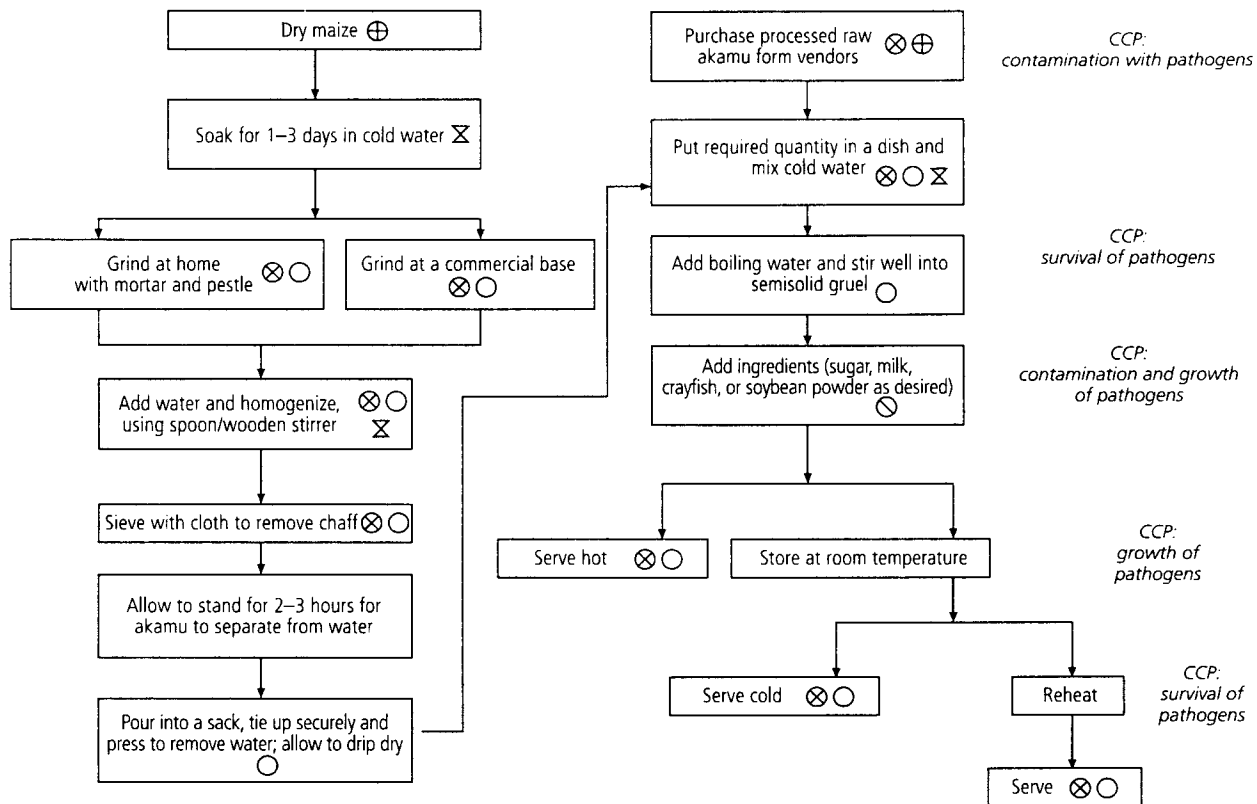 Dry maize
Soak for 1–3 days in cold water
Grind at home
with mortar and pestle
Grind at a commercial base
Add water and homogenize,
using spoon/wooden stirrer
Sieve with cloth to remove chaff
Allow to stand for 2–3 hours for
akamu to separate from water
Pour into a sack, tie up securely and
press to remove water; allow to drip dry
Purchase processed raw
akamu form vendors
CCP:
contamination with pathogens
Put required quantity in a dish and
mix cold water
Add boiling water and stir well into
semisolid gruel
CCP:
survival of pathogens
Add ingredients (sugar, milk,
crayfish, or soybean powder as desired)
CCP:
contamination and growth
of pathogens
Serve hot
Store at room temperature
CCP:
growth of
pathogens
Serve cold
Reheat
CCP:
survival of
pathogens
Serve